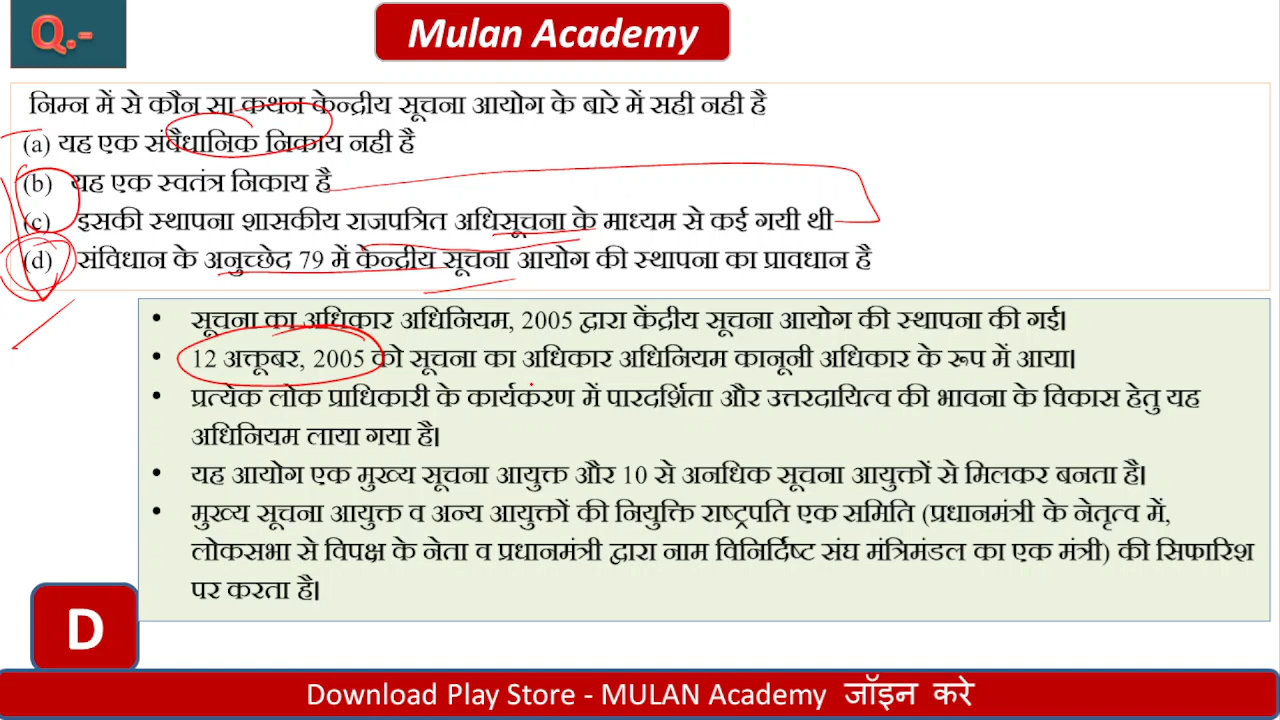 Q.-
Mulan Academy
निम्न में से कौन सा कथन केन्द्रीय सूचना आयोग के बारे में सही नही है
(a) यह एक संवैधानिक निकाय नही है
(b) यह एक स्वतंत्र निकाय है
(c) इसकी स्थापना शासकीय राजपत्रित अधिसूचना के माध्यम से कई गयी थी
(d) संविधान के अनुच्छेद 79 में केन्द्रीय सूचना आयोग की स्थापना का प्रावधान है
• सूचना का अधिकार अधिनियम, 2005 द्वारा केंद्रीय सूचना आयोग की स्थापना की गई।
• 12 अक्तूबर, 2005 को सूचना का अधिकार अधिनियम कानूनी अधिकार के रूप में आया।
• प्रत्येक लोक प्राधिकारी के कार्यकरण में पारदर्शिता और उत्तरदायित्व की भावना के विकास हेतु यह
अधिनियम लाया गया है।
• यह आयोग एक मुख्य सूचना आयुक्त और 10 से अनधिक सूचना आयुक्तों से मिलकर बनता है।
• मुख्य सूचना आयुक्त व अन्य आयुक्तों की नियुक्ति राष्ट्रपति एक समिति (प्रधानमंत्री के नेतृत्व में,
लोकसभा से विपक्ष के नेता व प्रधानमंत्री द्वारा नाम विनिर्दिष्ट संघ मंत्रिमंडल का एक मंत्री) की सिफारिश
पर करता है।
D
Download Play Store - MULAN Academy जॉइन करे